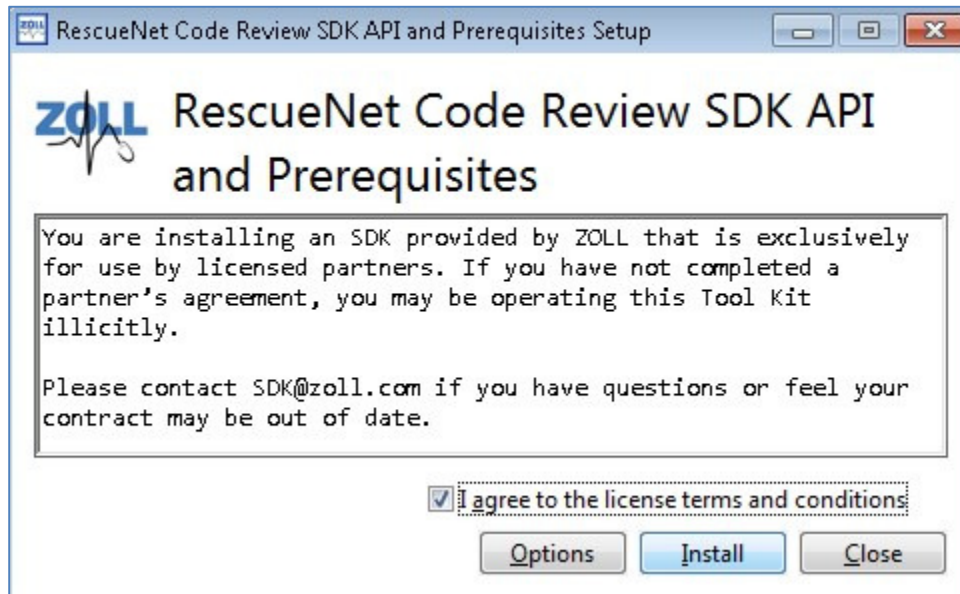 RescueNet Code Review SDK API and Prerequisites Setup
ZOLL
RescueNet Code Review SDK API
and Prerequisites
You are installing an SDK provided by ZOLL that is exclusively
for use by licensed partners. If you have not completed a
partner's agreement, you may be operating this Tool Kit
illicitly.
Please contact SDK@zoll.com if you have questions or feel your
contract may be out of date.
I agree to the license terms and conditions
Options Install Close